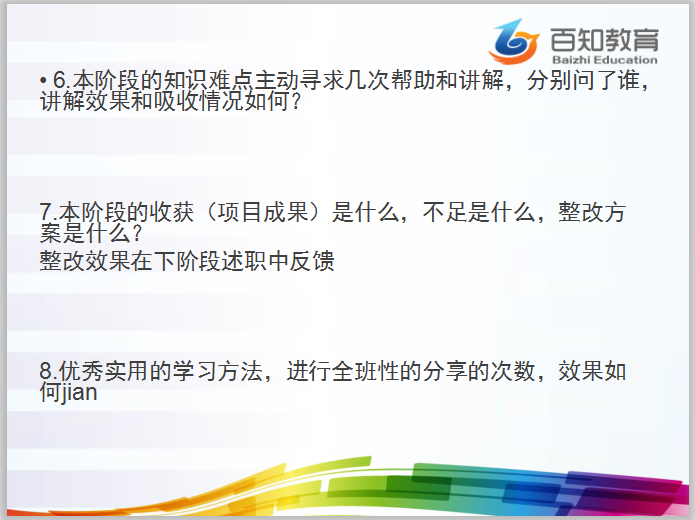 百知教育
Baizhi Education
• 6.本阶段的知识难点主动寻求几次帮助和讲解，分别问了谁，
讲解效果和吸收情况如何？
7.本阶段的收获（项目成果）是什么，不足是什么，整改方
案是什么？
整改效果在下阶段述职中反馈
8.优秀实用的学习方法，进行全班性的分享的次数，效果如
何jian